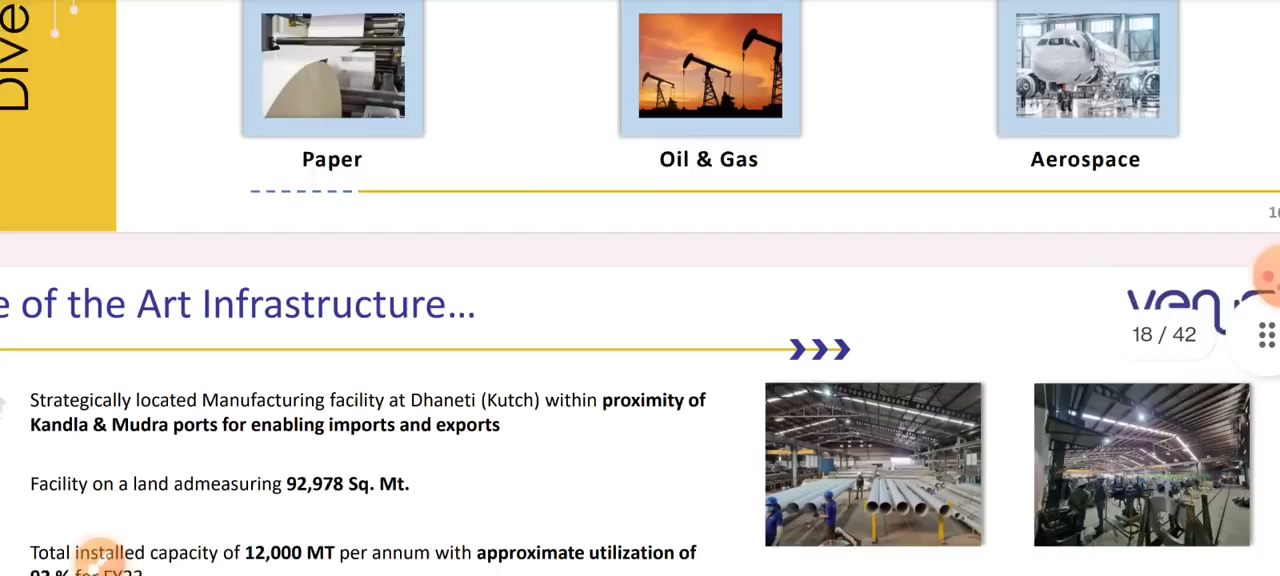 Dive
Paper
Oil & Gas
Aerospace
e of the Art Infrastructure...
18 / 42
Strategically located Manufacturing facility at Dhaneti (Kutch) within proximity of
Kandla & Mudra ports for enabling imports and exports
Facility on a land admeasuring 92,978 Sq. Mt.
Total installed capacity of 12,000 MT per annum with approximate utilization of